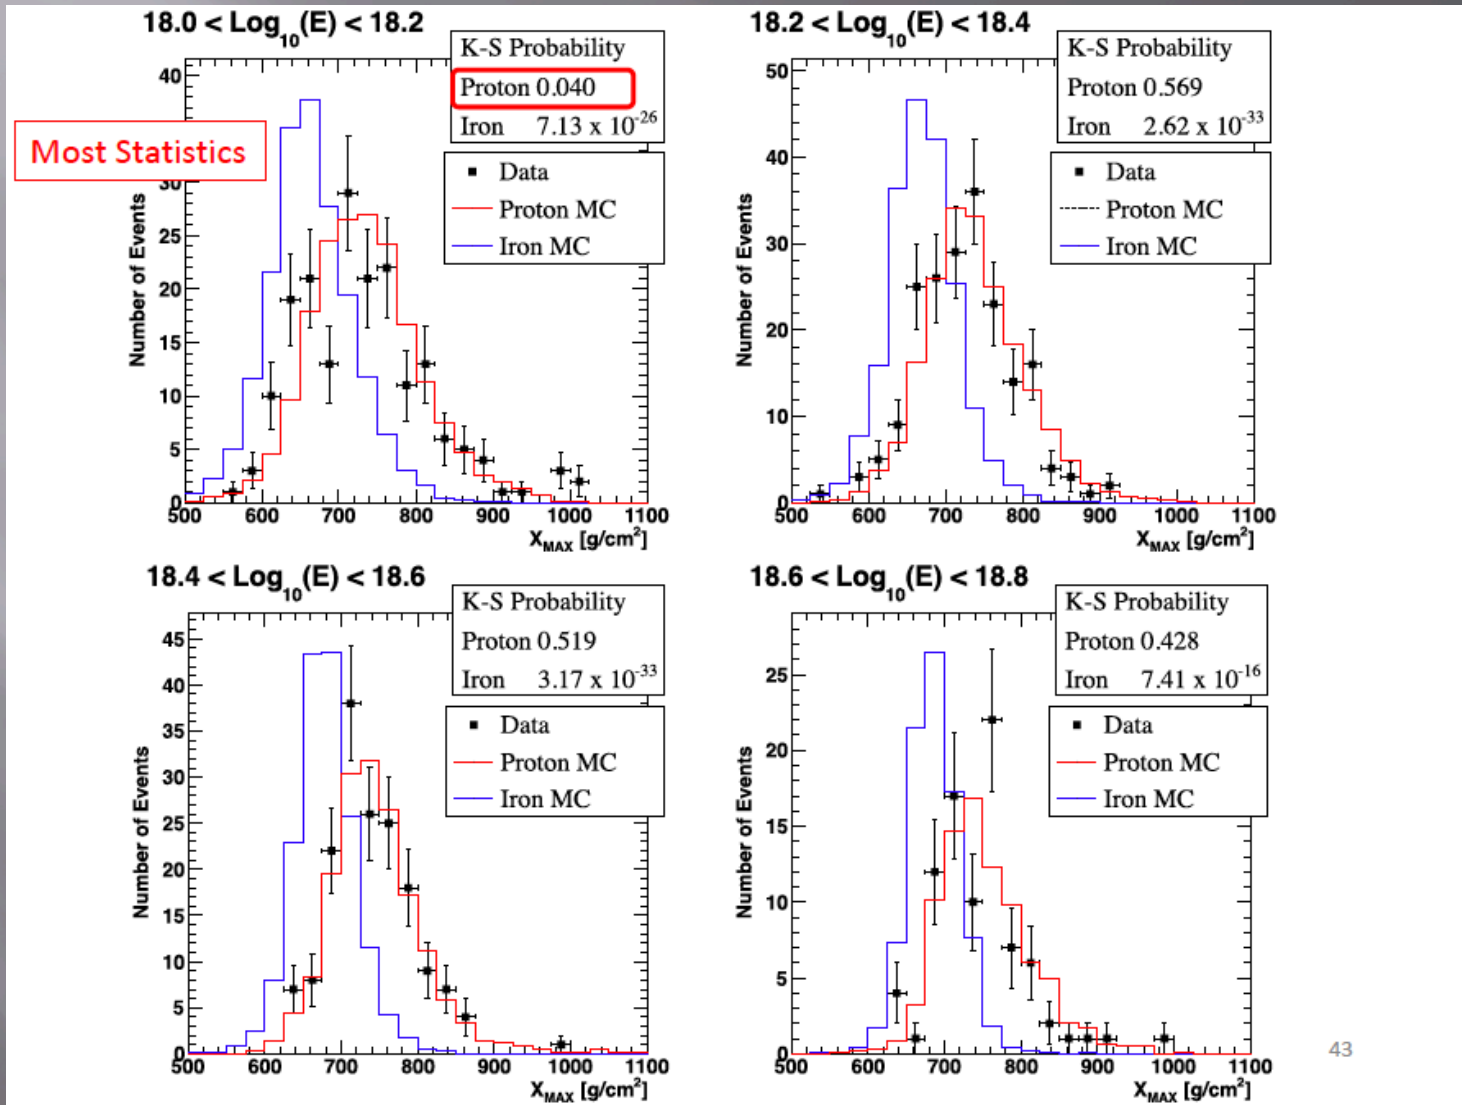 18.0 < Log₁₀(E) < 18.2
K-S Probability
Proton 0.040
Iron 7.13 x 10⁻²⁶
Most Statistics
Data
Proton MC
Iron MC
Number of Events
40
30
25
20
15
10
5
0
500 600 700 800 900 1000 1100
X_MAX [g/cm²]
18.2 < Log₁₀(E) < 18.4
K-S Probability
Proton 0.569
Iron 2.62 x 10⁻³³
Data
Proton MC
Iron MC
Number of Events
50
40
30
20
10
0
500 600 700 800 900 1000 1100
X_MAX [g/cm²]
18.4 < Log₁₀(E) < 18.6
K-S Probability
Proton 0.519
Iron 3.17 x 10⁻³³
Data
Proton MC
Iron MC
Number of Events
45
40
35
30
25
20
15
10
5
0
500 600 700 800 900 1000 1100
X_MAX [g/cm²]
18.6 < Log₁₀(E) < 18.8
K-S Probability
Proton 0.428
Iron 7.41 x 10⁻¹⁶
Data
Proton MC
Iron MC
Number of Events
25
20
15
10
5
0
500 600 700 800 900 1000 1100
X_MAX [g/cm²]
43